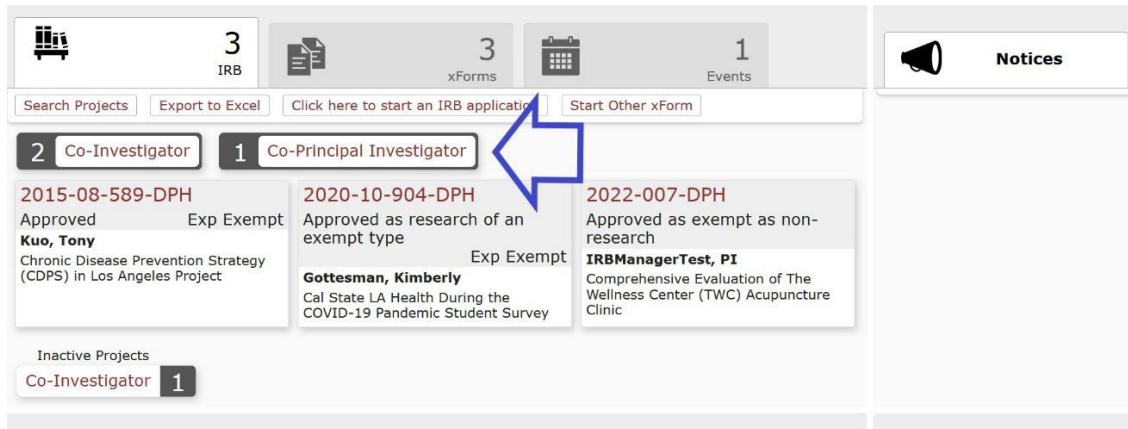 3
IRB
3
xForms
1
Events
Notices
Search Projects
Export to Excel
Click here to start an IRB application
Start Other xForm
2 Co-Investigator
1 Co-Principal Investigator
2015-08-589-DPH
Approved Exp Exempt
Kuo, Tony
Chronic Disease Prevention Strategy
(CDPS) in Los Angeles Project
2020-10-904-DPH
Approved as research of an
exempt type
Exp Exempt
Gottesman, Kimberly
Cal State LA Health During the
COVID-19 Pandemic Student Survey
2022-007-DPH
Approved as exempt as non-
research
IRBManagerTest, PI
Comprehensive Evaluation of The
Wellness Center (TWC) Acupuncture
Clinic
Inactive Projects
Co-Investigator 1